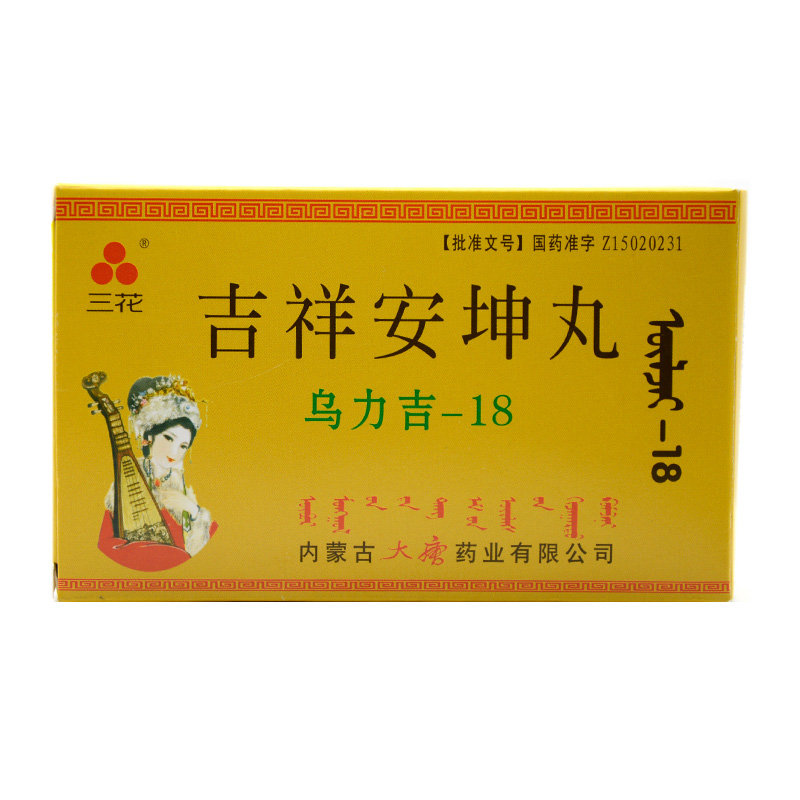 【批准文号】国药准字 Z15020231
®
三花
吉祥安坤丸
乌力吉-18
-18
内蒙古大唐药业有限公司